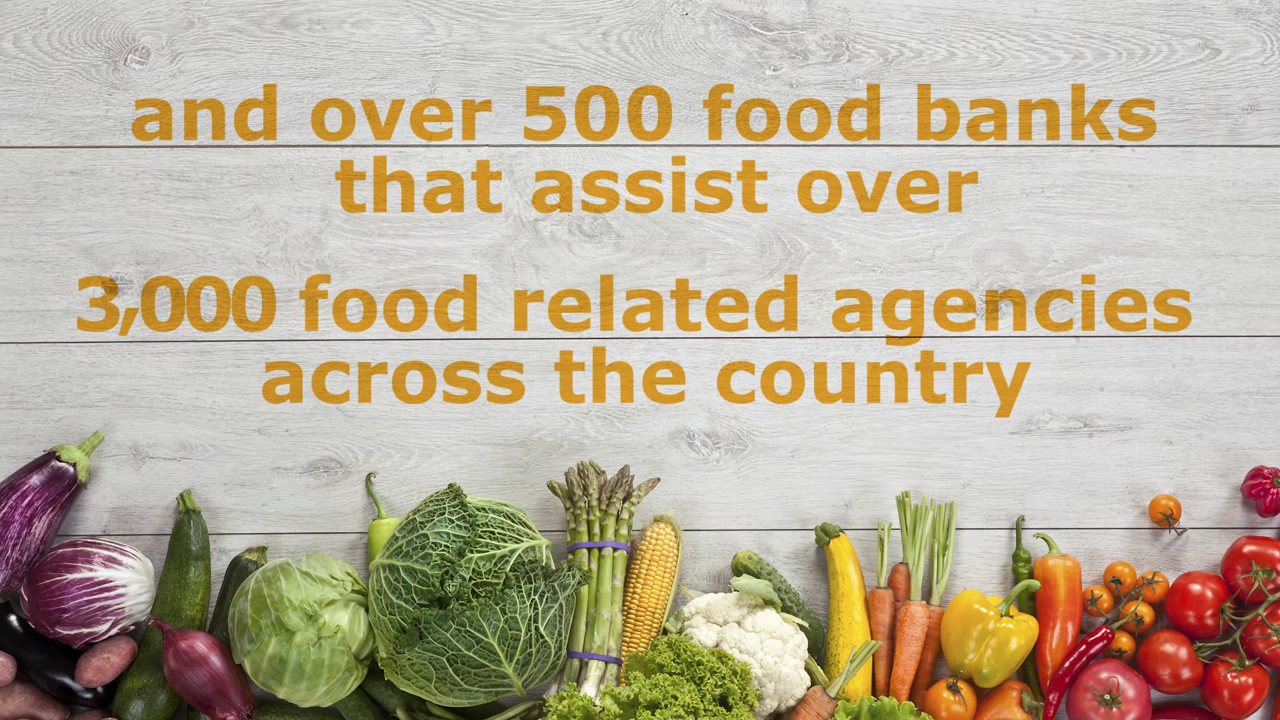 and over 500 food banks
that assist over
3,000 food related agencies
across the country